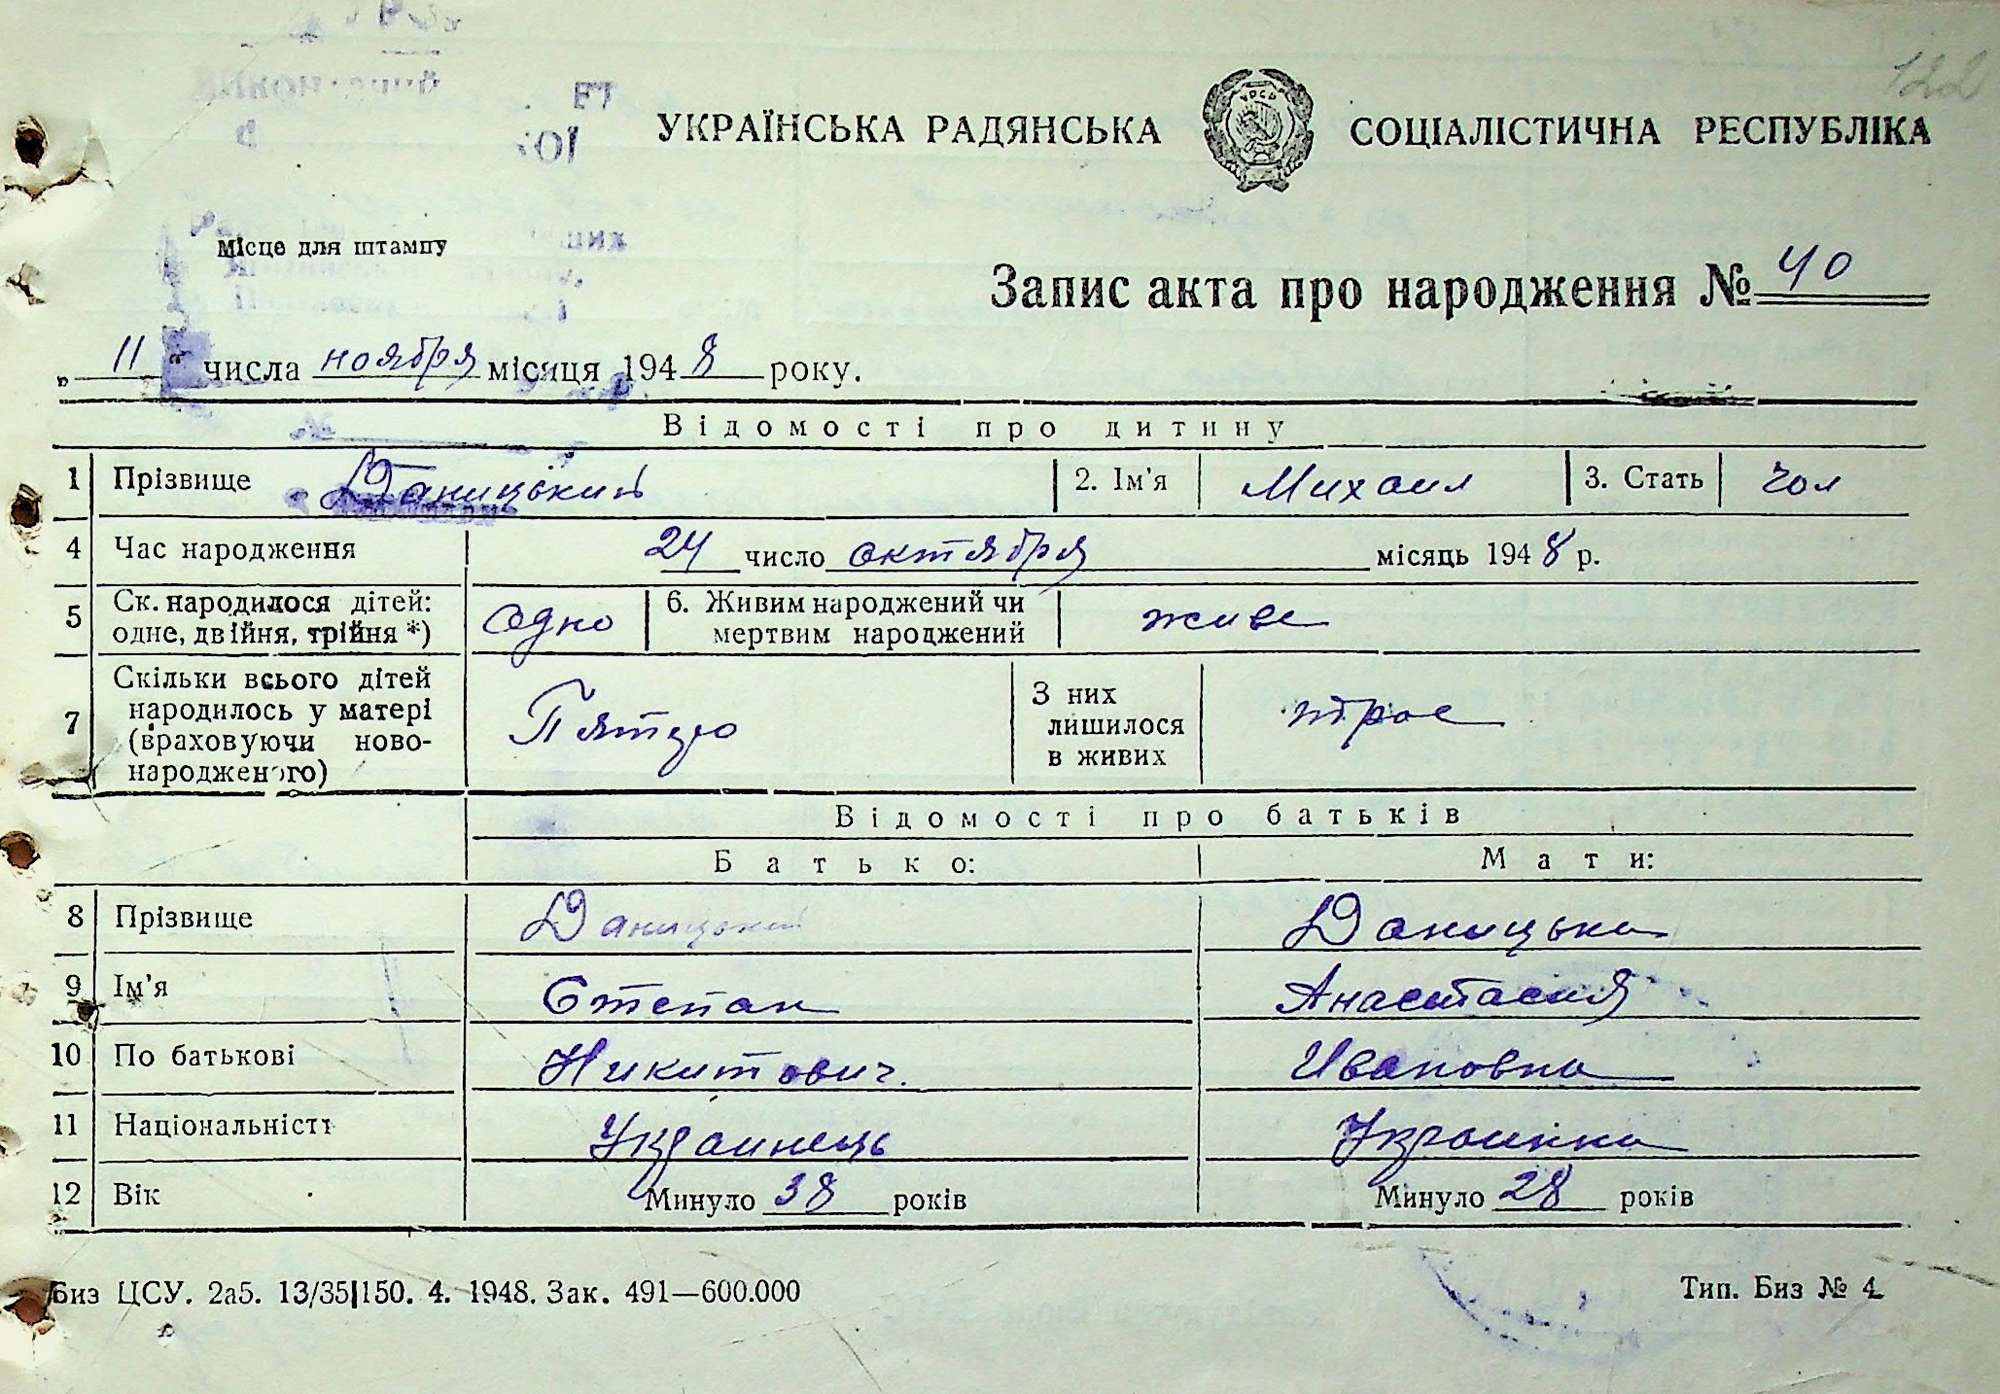 122
УКРАЇНСЬКА РАДЯНСЬКА СОЦІАЛІСТИЧНА РЕСПУБЛІКА
Місце для штампу
Запис акта про народження № 40
„ 11 “ числа ноября місяця 1948 року.
Відомості про дитину
1 Прізвище Даницький 2. Ім'я Михаил 3. Стать чол
4 Час народження 24 число октября місяць 1948 р.
5 Ск. народилося дітей: одне, двійня, трійня *) одно 6. Живим народжений чи мертвим народжений живе
7 Скільки всього дітей народилось у матері (враховуючи ново-народженого) Пятеро З них лишилося в живих трое
Відомості про батьків
Батько: Мати:
8 Прізвище Даницький Даницька
9 Ім'я Степан Анастасия
10 По батькові Никитович. Ивановна
11 Національність Украинець Украинка
12 Вік Минуло 38 років Минуло 28 років
Биз ЦСУ. 2а5. 13/35|150. 4. 1948. Зак. 491—600.000 Тип. Биз № 4